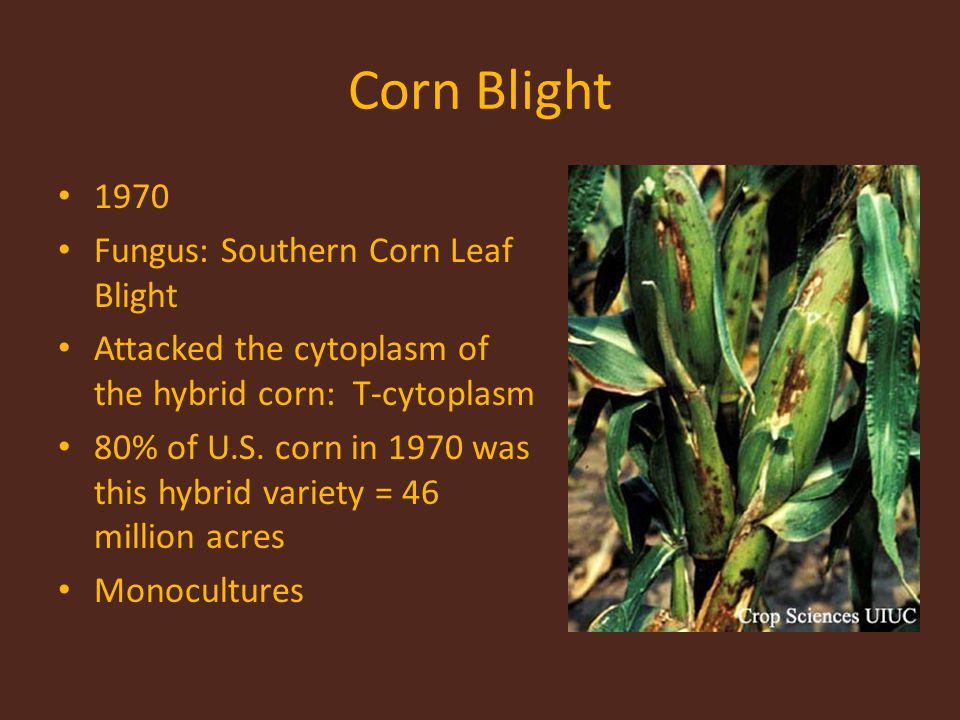 Corn Blight
• 1970
• Fungus: Southern Corn Leaf
Blight
• Attacked the cytoplasm of
the hybrid corn: T-cytoplasm
• 80% of U.S. corn in 1970 was
this hybrid variety = 46
million acres
• Monocultures
Crop Sciences UIUC